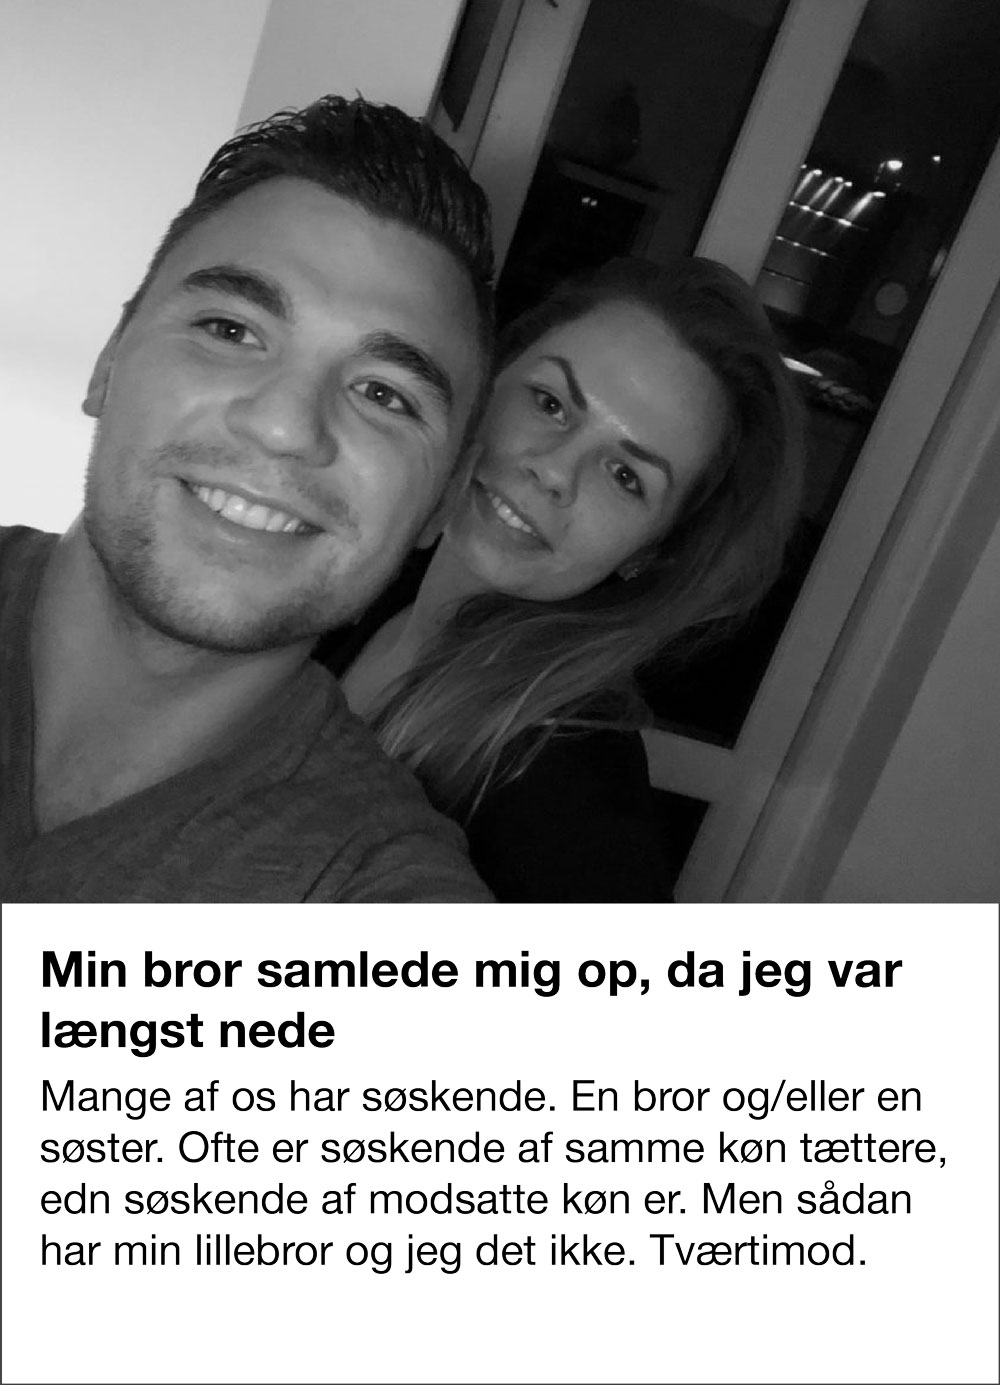 Min bror samlede mig op, da jeg var
længst nede
Mange af os har søskende. En bror og/eller en
søster. Ofte er søskende af samme køn tættere,
edn søskende af modsatte køn er. Men sådan
har min lillebror og jeg det ikke. Tværtimod.